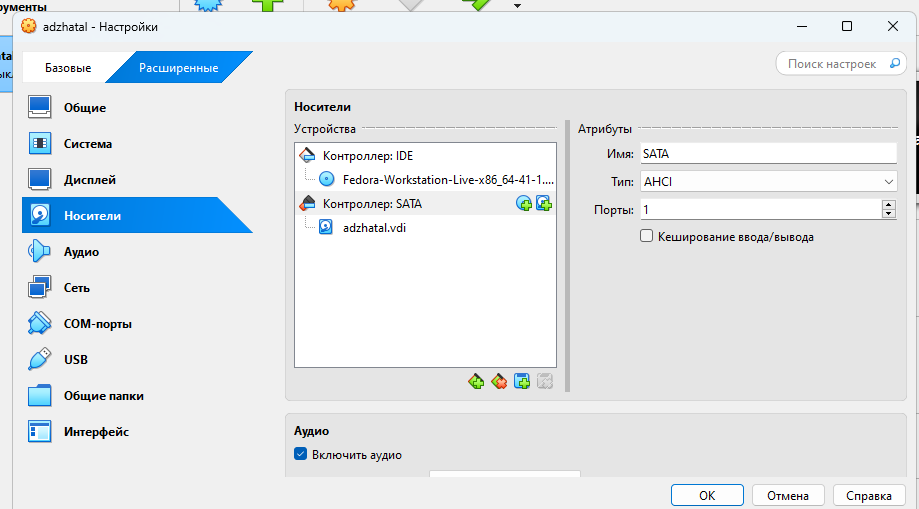 рументы
adzhatal - Настройки
Базовые
Расширенные
Поиск настроек
Общие
Система
Дисплей
Носители
Аудио
Сеть
COM-порты
USB
Общие папки
Интерфейс
Носители
Устройства
Контроллер: IDE
Fedora-Workstation-Live-x86_64-41-1....
Контроллер: SATA
adzhatal.vdi
Атрибуты
Имя: SATA
Тип: AHCI
Порты: 1
Кеширование ввода/вывода
Аудио
Включить аудио
OK
Отмена
Справка